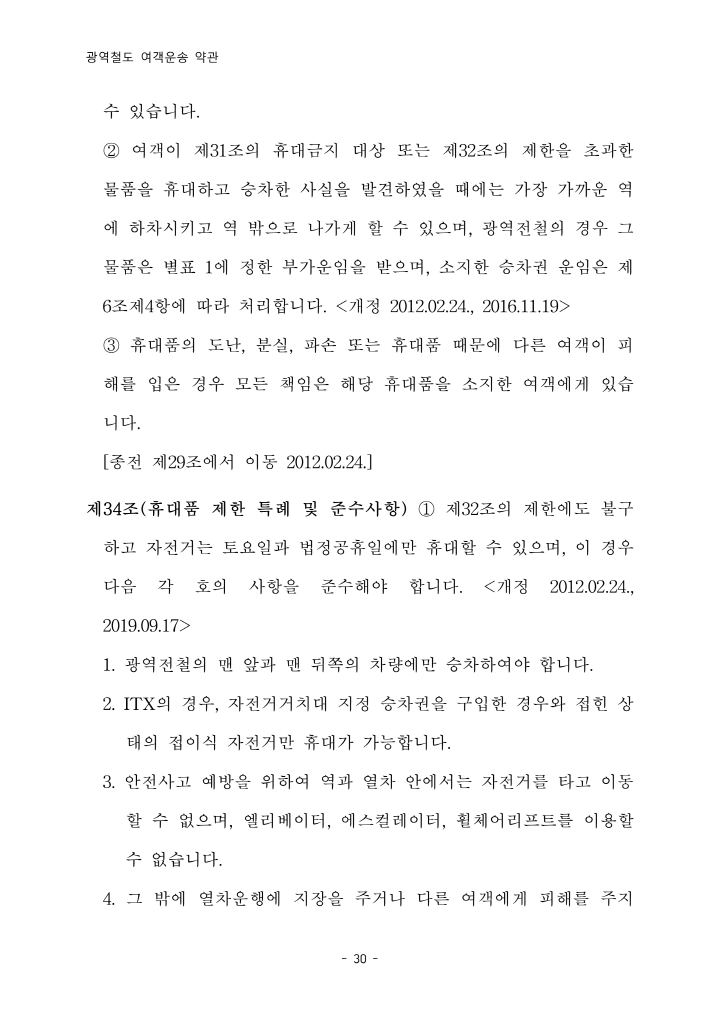 광역철도 여객운송 약관
수 있습니다.
② 여객이 제31조의 휴대금지 대상 또는 제32조의 제한을 초과한
물품을 휴대하고 승차한 사실을 발견하였을 때에는 가장 가까운 역
에 하차시키고 역 밖으로 나가게 할 수 있으며, 광역전철의 경우 그
물품은 별표 1에 정한 부가운임을 받으며, 소지한 승차권 운임은 제
6조제4항에 따라 처리합니다. <개정 2012.02.24., 2016.11.19>
③ 휴대품의 도난, 분실, 파손 또는 휴대품 때문에 다른 여객이 피
해를 입은 경우 모든 책임은 해당 휴대품을 소지한 여객에게 있습
니다.
[종전 제29조에서 이동 2012.02.24.]
제34조(휴대품 제한 특례 및 준수사항) ① 제32조의 제한에도 불구
하고 자전거는 토요일과 법정공휴일에만 휴대할 수 있으며, 이 경우
다음 각 호의 사항을 준수해야 합니다. <개정 2012.02.24.,
2019.09.17>
1. 광역전철의 맨 앞과 맨 뒤쪽의 차량에만 승차하여야 합니다.
2. ITX의 경우, 자전거거치대 지정 승차권을 구입한 경우와 접힌 상
태의 접이식 자전거만 휴대가 가능합니다.
3. 안전사고 예방을 위하여 역과 열차 안에서는 자전거를 타고 이동
할 수 없으며, 엘리베이터, 에스컬레이터, 휠체어리프트를 이용할
수 없습니다.
4. 그 밖에 열차운행에 지장을 주거나 다른 여객에게 피해를 주지
- 30 -